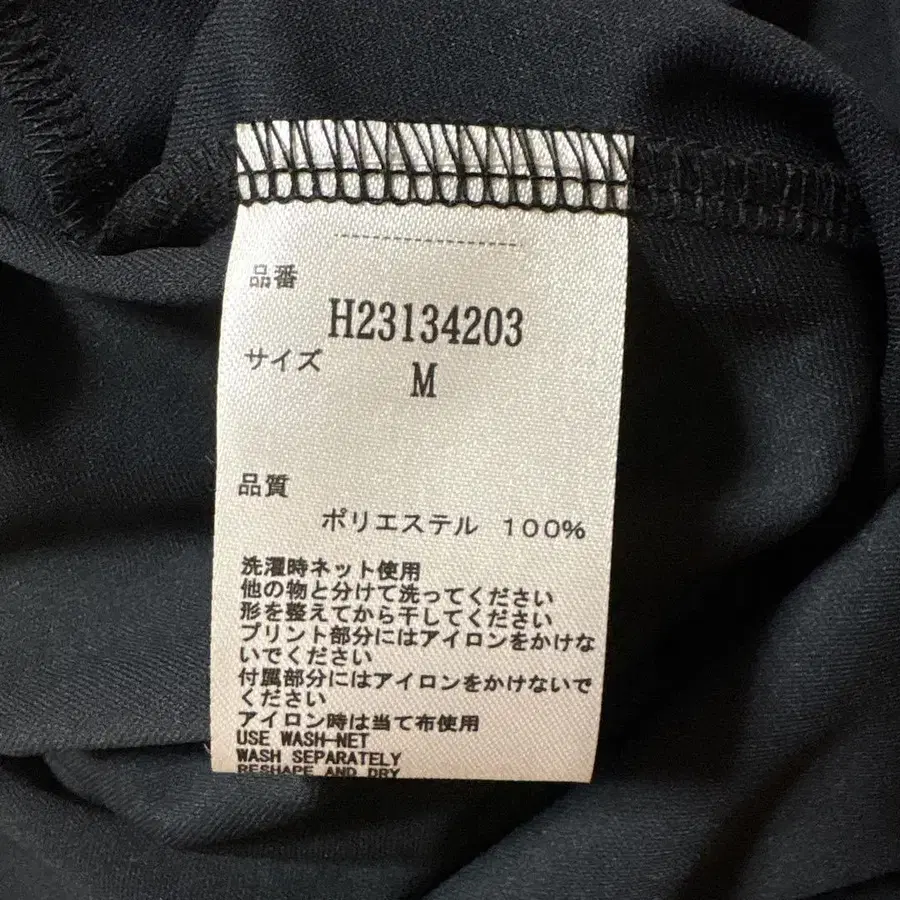 品番
H23134203
サイズ
M
品質
ポリエステル 100%
洗濯時ネット使用
他の物と分けて洗ってください
形を整えてから干してください
プリント部分にはアイロンをかけな
いでください
付属部分にはアイロンをかけないで
ください
アイロン時は当て布使用
USE WASH-NET
WASH SEPARATELY
RESHAPE AND DRY